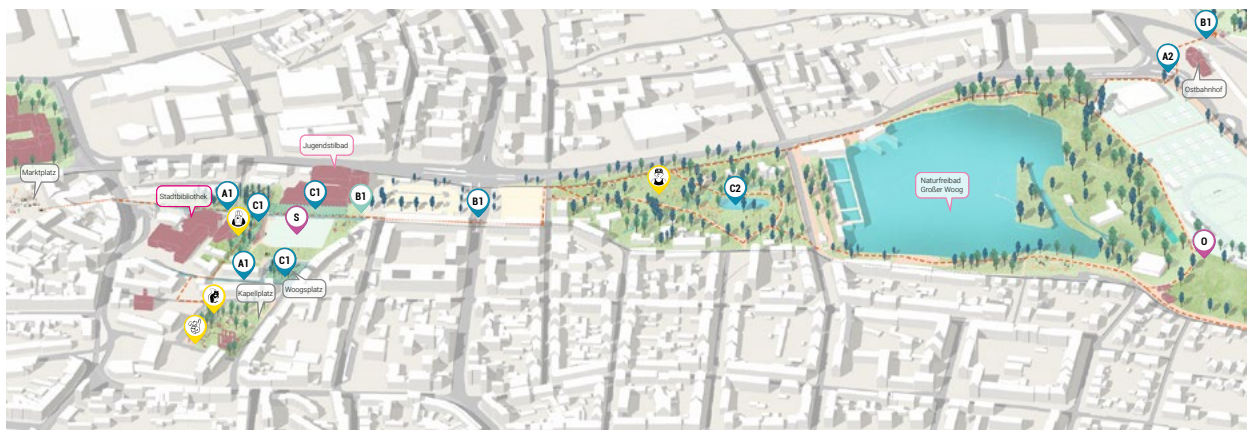 B1
A2
Ostbahnhof
Jugendstilbad
Marktplatz
Stadtbibliothek
A1
C1
C1
B1
B1
C2
S
Naturfreibad
Großer Woog
O
A1
C1
Woogsplatz
Kapellplatz